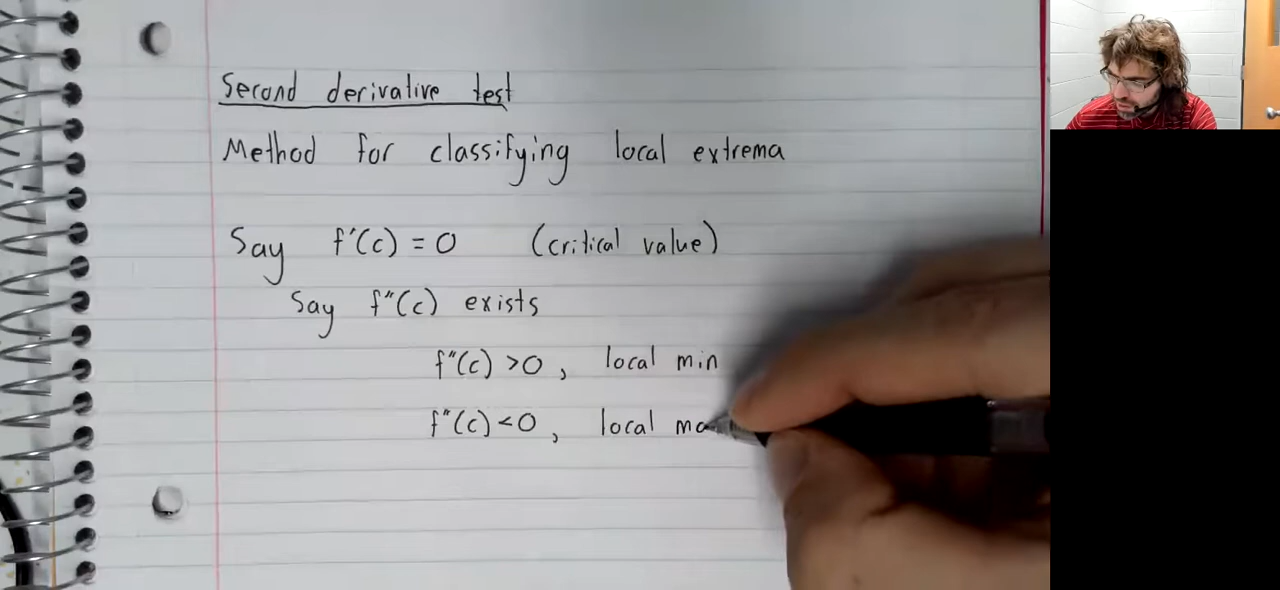 Second derivative test
Method for classifying local extrema
Say f'(c) = 0 (critical value)
Say f"(c) exists
f"(c) >0, local min
f"(c) <0, local ma